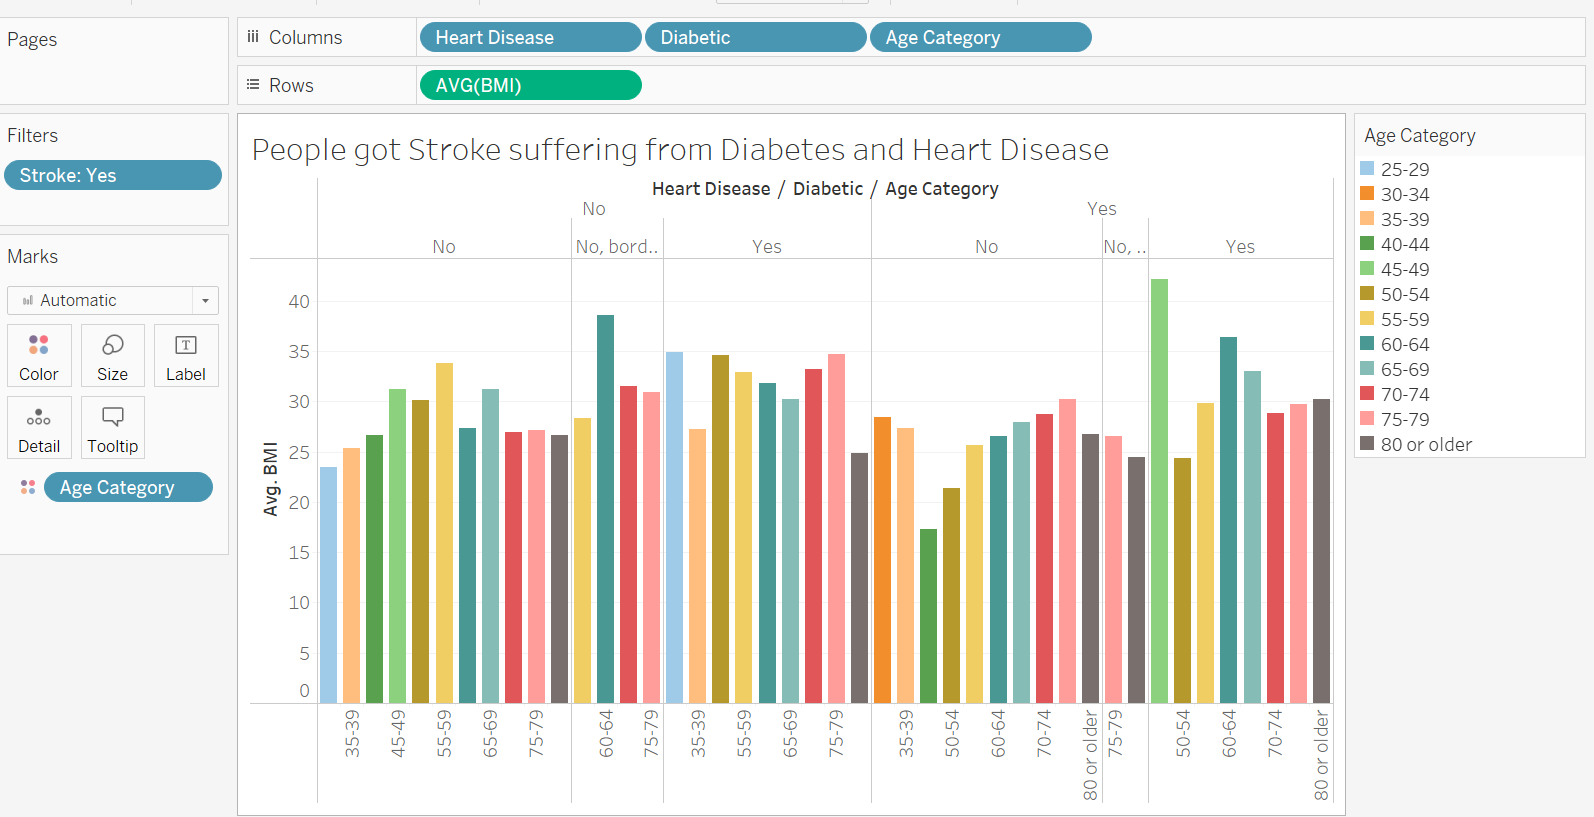 Pages
Columns
Heart Disease
Diabetic
Age Category
Rows
AVG(BMI)
Filters
Stroke: Yes
Marks
Automatic
Color
Size
Label
Detail
Tooltip
Age Category
People got Stroke suffering from Diabetes and Heart Disease
Heart Disease / Diabetic / Age Category
No
Yes
No
No, bord..
Yes
No
No, ..
Yes
Avg. BMI
40
35
30
25
20
15
10
5
0
35-39
45-49
55-59
65-69
75-79
60-64
75-79
35-39
55-59
65-69
75-79
35-39
50-54
60-64
70-74
80 or older
75-79
50-54
60-64
70-74
80 or older
Age Category
25-29
30-34
35-39
40-44
45-49
50-54
55-59
60-64
65-69
70-74
75-79
80 or older